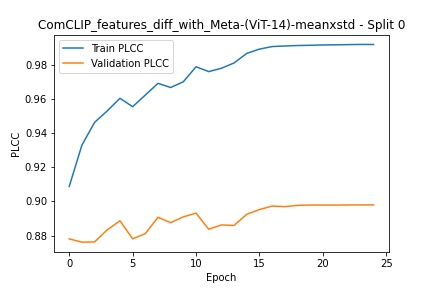 ComCLIP_features_diff_with_Meta-(ViT-14)-meanxstd - Split 0
Train PLCC
Validation PLCC
PLCC
0.98
0.96
0.94
0.92
0.90
0.88
0 5 10 15 20 25
Epoch